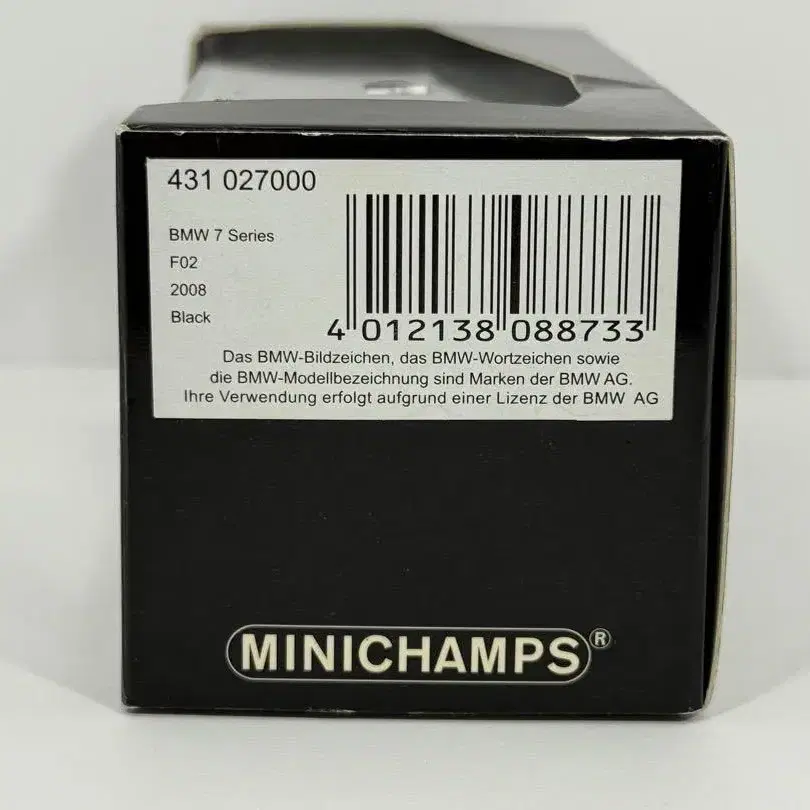 431 027000
BMW 7 Series
F02
2008
Black
4 012138 088733
Das BMW-Bildzeichen, das BMW-Wortzeichen sowie
die BMW-Modellbezeichnung sind Marken der BMW AG.
Ihre Verwendung erfolgt aufgrund einer Lizenz der BMW AG
MINICHAMPS®